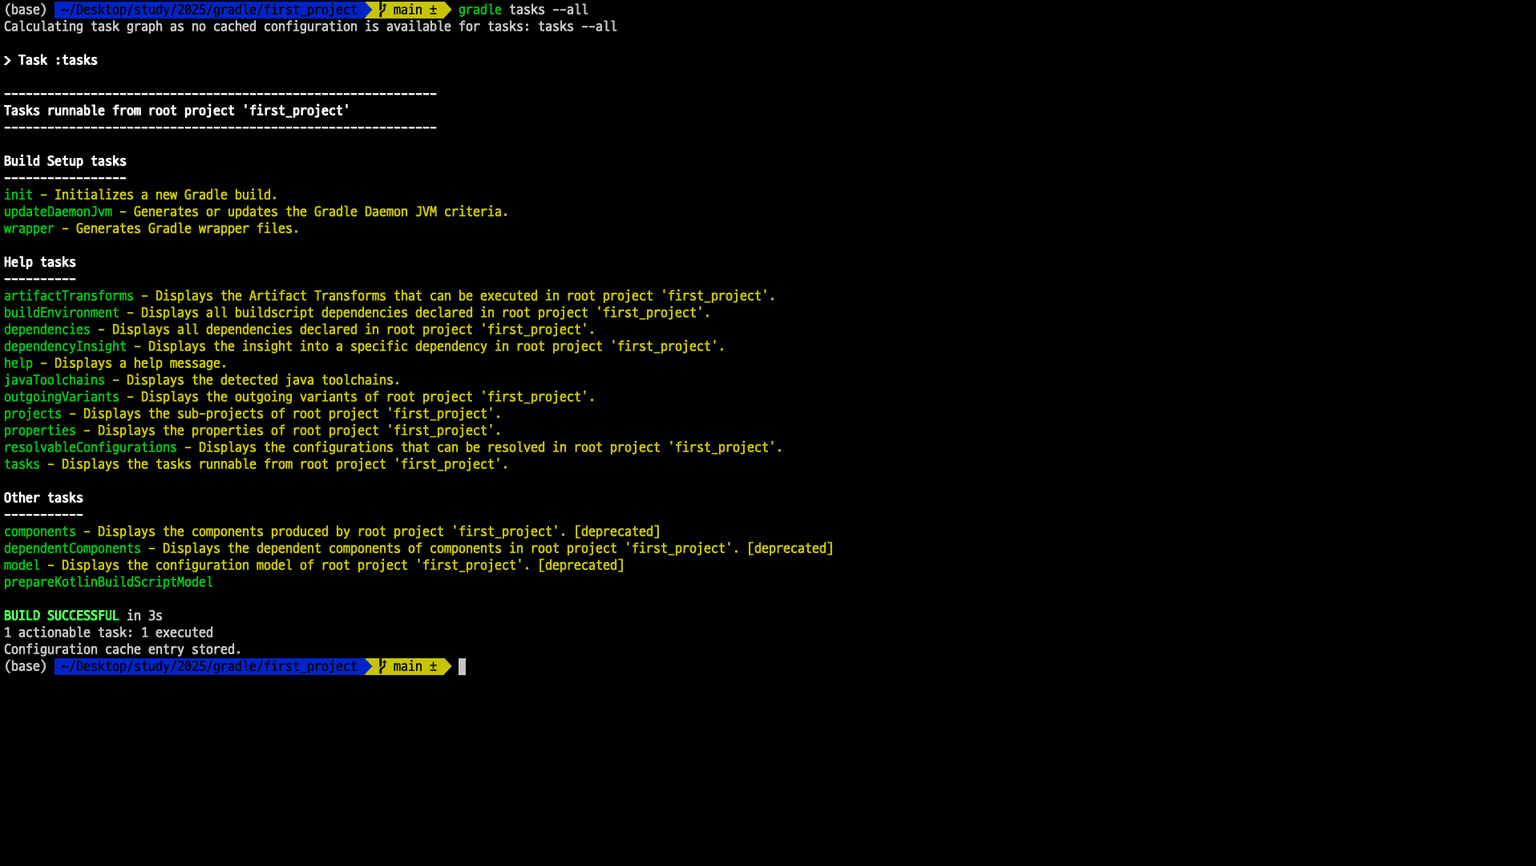 (base) ~/Desktop/study/2025/gradle/first_project main ± gradle tasks --all
Calculating task graph as no cached configuration is available for tasks: tasks --all
> Task :tasks
------------------------------------------------------------
Tasks runnable from root project 'first_project'
------------------------------------------------------------
Build Setup tasks
-----------------
init - Initializes a new Gradle build.
updateDaemonJvm - Generates or updates the Gradle Daemon JVM criteria.
wrapper - Generates Gradle wrapper files.
Help tasks
----------
artifactTransforms - Displays the Artifact Transforms that can be executed in root project 'first_project'.
buildEnvironment - Displays all buildscript dependencies declared in root project 'first_project'.
dependencies - Displays all dependencies declared in root project 'first_project'.
dependencyInsight - Displays the insight into a specific dependency in root project 'first_project'.
help - Displays a help message.
javaToolchains - Displays the detected java toolchains.
outgoingVariants - Displays the outgoing variants of root project 'first_project'.
projects - Displays the sub-projects of root project 'first_project'.
properties - Displays the properties of root project 'first_project'.
resolvableConfigurations - Displays the configurations that can be resolved in root project 'first_project'.
tasks - Displays the tasks runnable from root project 'first_project'.
Other tasks
-----------
components - Displays the components produced by root project 'first_project'. [deprecated]
dependentComponents - Displays the dependent components of components in root project 'first_project'. [deprecated]
model - Displays the configuration model of root project 'first_project'. [deprecated]
prepareKotlinBuildScriptModel
BUILD SUCCESSFUL in 3s
1 actionable task: 1 executed
Configuration cache entry stored.
(base) ~/Desktop/study/2025/gradle/first_project main ±